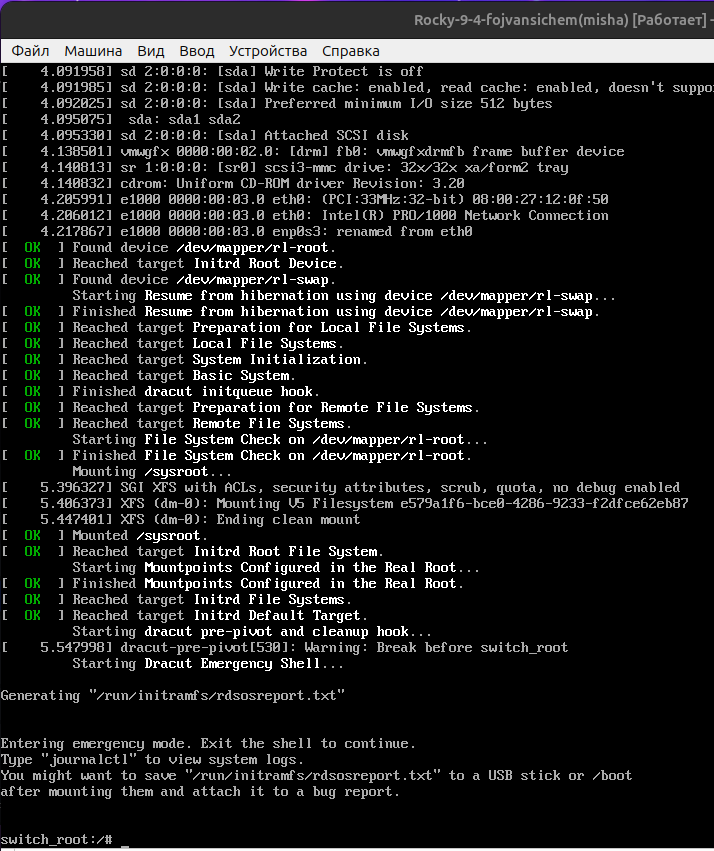 Rocky-9-4-fojvansichem(misha) [Работает] -
Файл Машина Вид Ввод Устройства Справка
[    4.091958] sd 2:0:0:0: [sda] Write Protect is off
[    4.091985] sd 2:0:0:0: [sda] Write cache: enabled, read cache: enabled, doesn't suppo
[    4.092025] sd 2:0:0:0: [sda] Preferred minimum I/O size 512 bytes
[    4.095075]  sda: sda1 sda2
[    4.095330] sd 2:0:0:0: [sda] Attached SCSI disk
[    4.138501] vmwgfx 0000:00:02.0: [drm] fb0: vmwgfxdrmfb frame buffer device
[    4.140813] sr 1:0:0:0: [sr0] scsi3-mmc drive: 32x/32x xa/form2 tray
[    4.140832] cdrom: Uniform CD-ROM driver Revision: 3.20
[    4.205991] e1000 0000:00:03.0 eth0: (PCI:33MHz:32-bit) 08:00:27:12:0f:50
[    4.206012] e1000 0000:00:03.0 eth0: Intel(R) PRO/1000 Network Connection
[    4.217867] e1000 0000:00:03.0 enp0s3: renamed from eth0
[  OK  ] Found device /dev/mapper/rl-root.
[  OK  ] Reached target Initrd Root Device.
[  OK  ] Found device /dev/mapper/rl-swap.
         Starting Resume from hibernation using device /dev/mapper/rl-swap...
[  OK  ] Finished Resume from hibernation using device /dev/mapper/rl-swap.
[  OK  ] Reached target Preparation for Local File Systems.
[  OK  ] Reached target Local File Systems.
[  OK  ] Reached target System Initialization.
[  OK  ] Reached target Basic System.
[  OK  ] Finished dracut initqueue hook.
[  OK  ] Reached target Preparation for Remote File Systems.
[  OK  ] Reached target Remote File Systems.
         Starting File System Check on /dev/mapper/rl-root...
[  OK  ] Finished File System Check on /dev/mapper/rl-root.
         Mounting /sysroot...
[    5.396327] SGI XFS with ACLs, security attributes, scrub, quota, no debug enabled
[    5.406373] XFS (dm-0): Mounting V5 Filesystem e579a1f6-bce0-4286-9233-f2dfce62eb87
[    5.447401] XFS (dm-0): Ending clean mount
[  OK  ] Mounted /sysroot.
[  OK  ] Reached target Initrd Root File System.
         Starting Mountpoints Configured in the Real Root...
[  OK  ] Finished Mountpoints Configured in the Real Root.
[  OK  ] Reached target Initrd File Systems.
[  OK  ] Reached target Initrd Default Target.
         Starting dracut pre-pivot and cleanup hook...
[    5.547998] dracut-pre-pivot[530]: Warning: Break before switch_root
         Starting Dracut Emergency Shell...
Generating "/run/initramfs/rdsosreport.txt"
Entering emergency mode. Exit the shell to continue.
Type "journalctl" to view system logs.
You might want to save "/run/initramfs/rdsosreport.txt" to a USB stick or /boot
after mounting them and attach it to a bug report.
switch_root:/# _